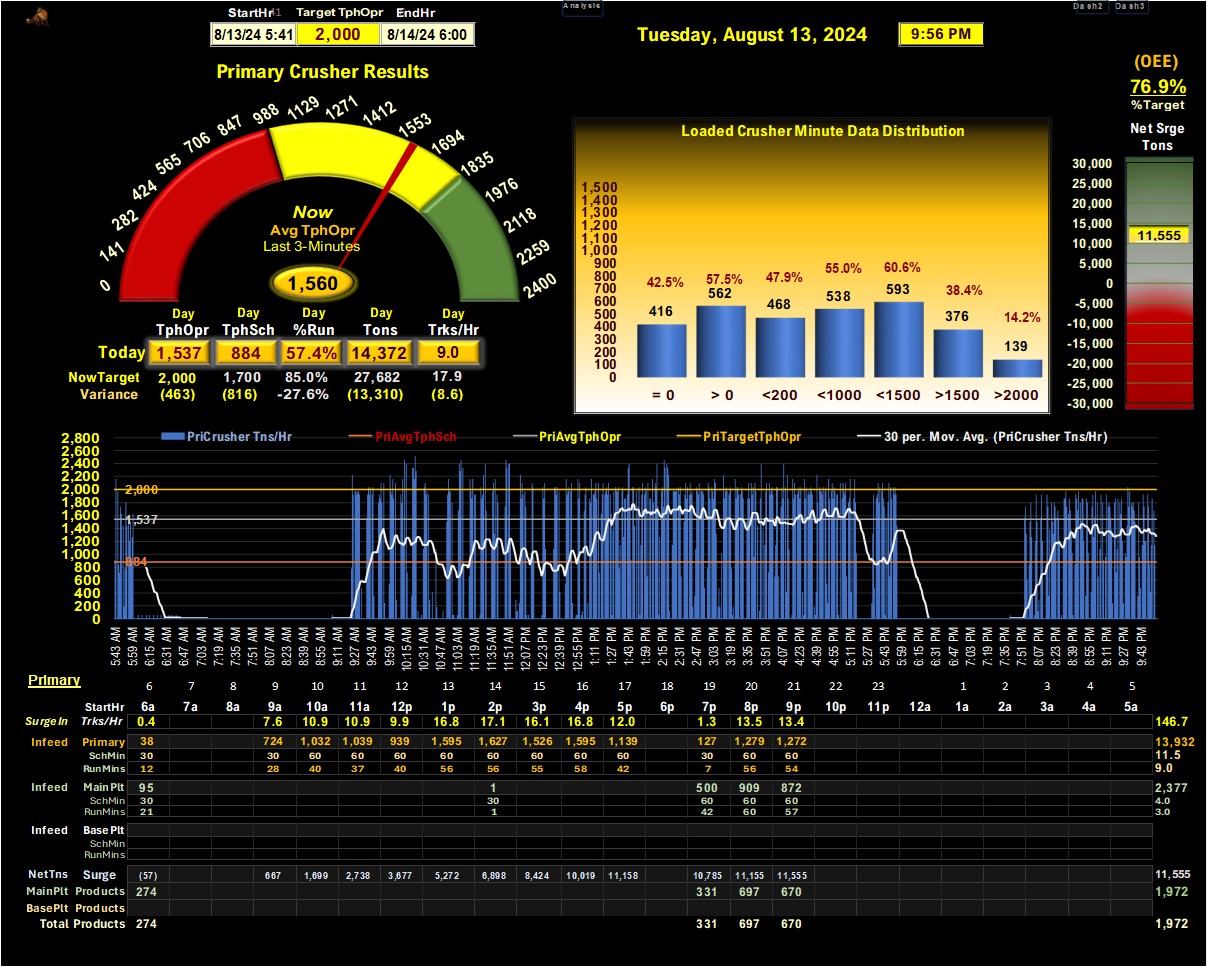 StartHr Target TphOpr EndHr
8/13/24 5:41 2,000 8/14/24 6:00
Analysis
Dash2 Dash3
Tuesday, August 13, 2024 9:56 PM
Primary Crusher Results
0 141 282 424 565 706 847 988 1129 1271 1412 1553 1694 1835 1976 2118 2259 2400
Now
Avg TphOpr
Last 3-Minutes
1,560
Day Day Day Day Day
TphOpr TphSch %Run Tons Trks/Hr
Today 1,537 884 57.4% 14,372 9.0
NowTarget 2,000 1,700 85.0% 27,682 17.9
Variance (463) (816) -27.6% (13,310) (8.6)
Loaded Crusher Minute Data Distribution
1,500
1,400
1,300
1,200
1,100
1,000
900
800
700
600
500
400
300
200
100
0
42.5% 57.5% 47.9% 55.0% 60.6% 38.4% 14.2%
416 562 468 538 593 376 139
= 0 > 0 <200 <1000 <1500 >1500 >2000
(OEE)
76.9%
%Target
Net Srge
Tons
30,000
25,000
20,000
15,000
11,555
10,000
5,000
0
-5,000
-10,000
-15,000
-20,000
-25,000
-30,000
PriCrusher Tns/Hr PriAvgTphSch PriAvgTphOpr PriTargetTphOpr 30 per. Mov. Avg. (PriCrusher Tns/Hr)
2,800
2,600
2,400
2,200
2,000
1,800
1,600
1,400
1,200
1,000
800
600
400
200
0
2,000
1,537
884
5:43 AM 5:59 AM 6:15 AM 6:31 AM 6:47 AM 7:03 AM 7:19 AM 7:35 AM 7:51 AM 8:07 AM 8:23 AM 8:39 AM 8:55 AM 9:11 AM 9:27 AM 9:43 AM 9:59 AM 10:15 AM 10:31 AM 10:47 AM 11:03 AM 11:19 AM 11:35 AM 11:51 AM 12:07 PM 12:23 PM 12:39 PM 12:55 PM 1:11 PM 1:27 PM 1:43 PM 1:59 PM 2:15 PM 2:31 PM 2:47 PM 3:03 PM 3:19 PM 3:35 PM 3:51 PM 4:07 PM 4:23 PM 4:39 PM 4:55 PM 5:11 PM 5:27 PM 5:43 PM 5:59 PM 6:15 PM 6:31 PM 6:47 PM 7:03 PM 7:19 PM 7:35 PM 7:51 PM 8:07 PM 8:23 PM 8:39 PM 8:55 PM 9:11 PM 9:27 PM 9:43 PM
Primary
6 7 8 9 10 11 12 13 14 15 16 17 18 19 20 21 22 23 1 2 3 4 5
StartHr 6a 7a 8a 9a 10a 11a 12p 1p 2p 3p 4p 5p 6p 7p 8p 9p 10p 11p 12a 1a 2a 3a 4a 5a
SurgeIn Trks/Hr 0.4 7.6 10.9 10.9 9.9 16.8 17.1 16.1 16.8 12.0 1.3 13.5 13.4 146.7
Infeed Primary 38 724 1,032 1,039 939 1,595 1,627 1,526 1,595 1,139 127 1,279 1,272 13,932
SchMin 30 60 60 60 60 60 60 60 60 60 30 60 60 11.5
RunMins 12 28 40 37 40 56 56 55 58 42 7 56 54 9.0
Infeed MainPlt 95 1 500 909 872 2,377
SchMin 30 30 60 60 60 4.0
RunMins 21 1 42 60 57 3.0
Infeed BasePlt
SchMin
RunMins
NetTns Surge (57) 667 1,699 2,738 3,677 5,272 6,898 8,424 10,019 11,158 10,785 11,155 11,555 11,555
MainPlt Products 274 331 697 670 1,972
BasePlt Products
Total Products 274 331 697 670 1,972